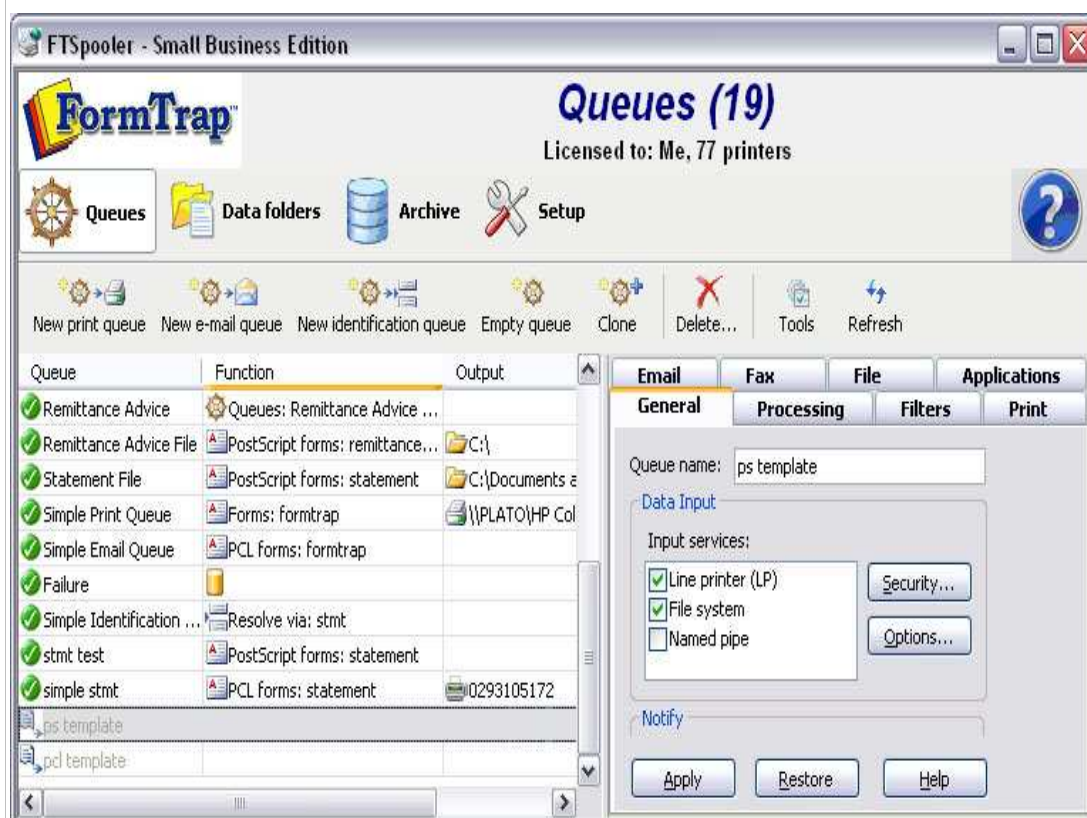 FTSpooler - Small Business Edition
FormTrap™
Queues (19)
Licensed to: Me, 77 printers
Queues Data folders Archive Setup ?
New print queue New e-mail queue New identification queue Empty queue Clone Delete... Tools Refresh
Queue Function Output
Remittance Advice Queues: Remittance Advice ...
Remittance Advice File PostScript forms: remittance... C:\
Statement File PostScript forms: statement C:\Documents a
Simple Print Queue Forms: formtrap \\PLATO\HP Col
Simple Email Queue PCL forms: formtrap
Failure
Simple Identification ... Resolve via: stmt
stmt test PostScript forms: statement
simple stmt PCL forms: statement 0293105172
ps template
pcl template
Email Fax File Applications
General Processing Filters Print
Queue name: ps template
Data Input
Input services:
Line printer (LP)
File system
Named pipe
Security...
Options...
Notify
Apply Restore Help